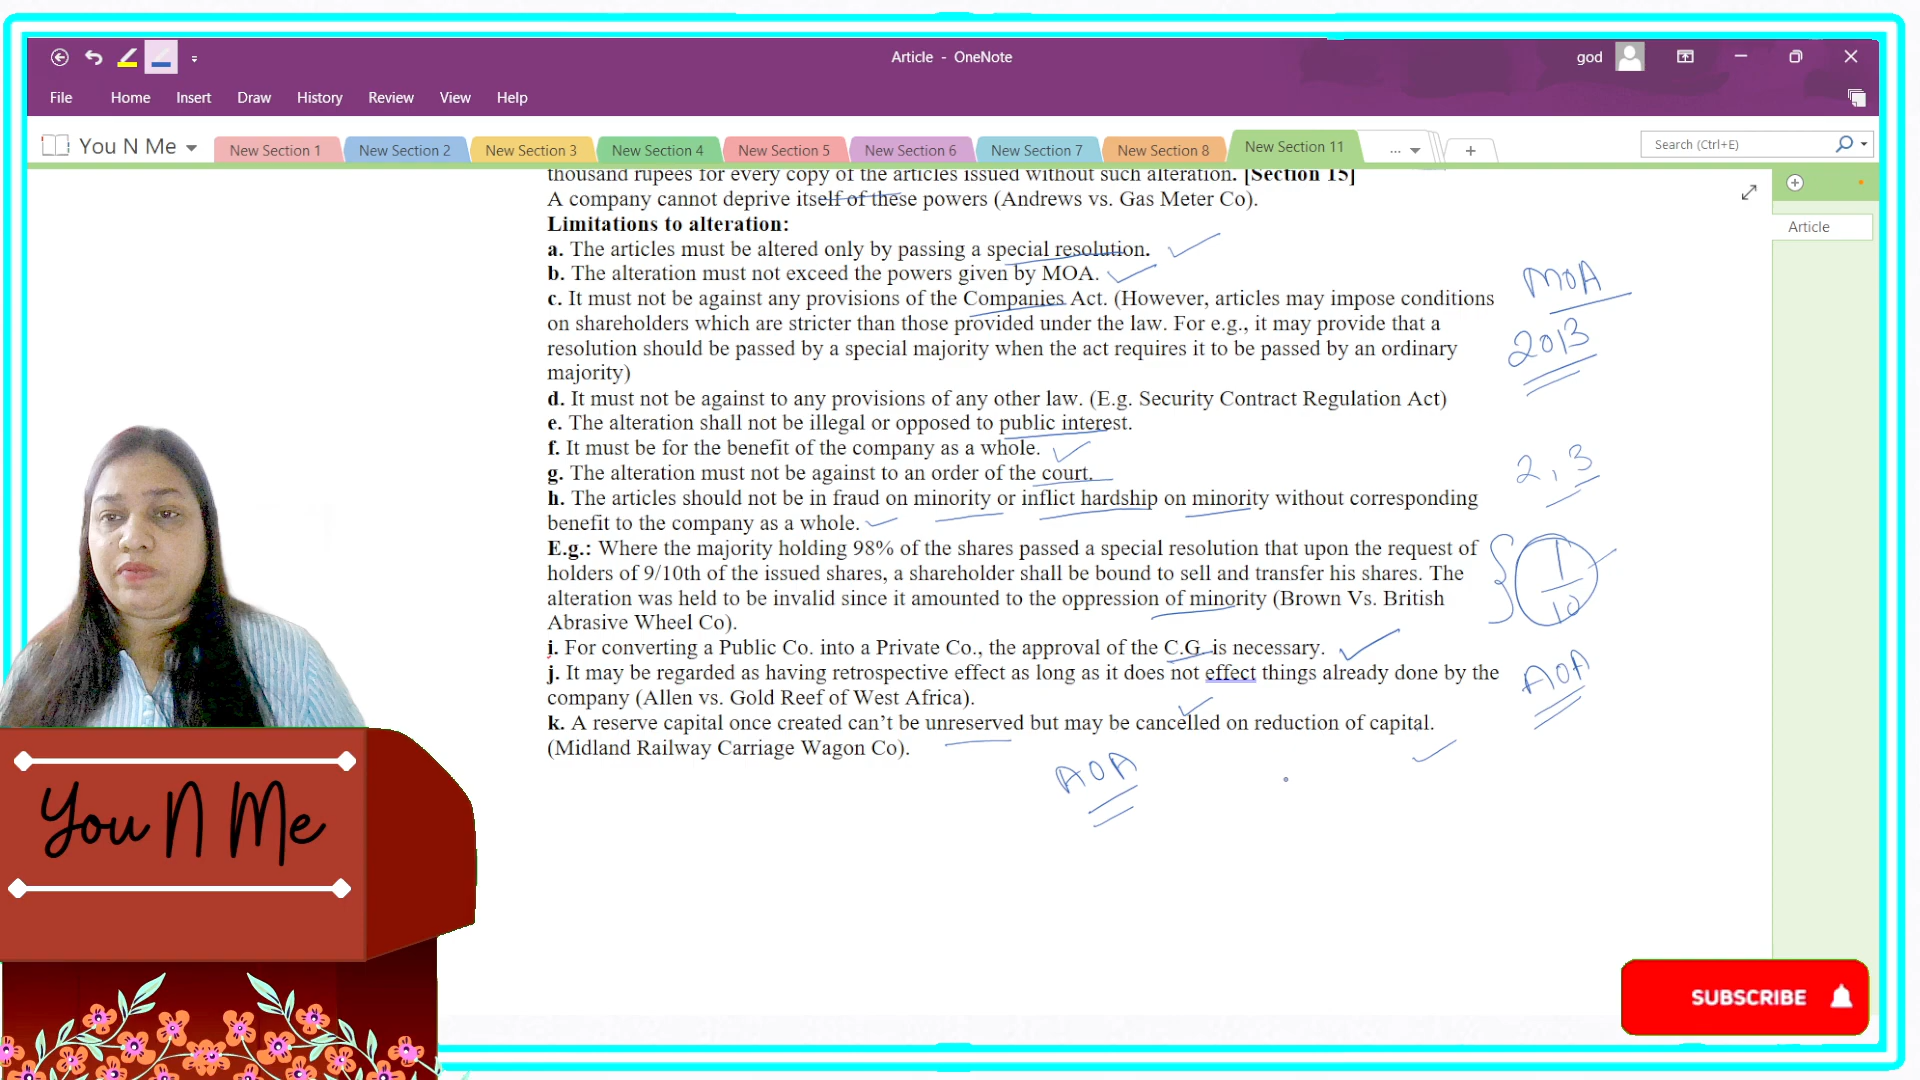 Article - OneNote
god
File Home Insert Draw History Review View Help
You N Me
New Section 1 New Section 2 New Section 3 New Section 4 New Section 5 New Section 6 New Section 7 New Section 8 New Section 11 ... +
Search (Ctrl+E)
Article
thousand rupees for every copy of the articles issued without such alteration. [Section 15]
A company cannot deprive itself of these powers (Andrews vs. Gas Meter Co).
Limitations to alteration:
a. The articles must be altered only by passing a special resolution.
b. The alteration must not exceed the powers given by MOA.
c. It must not be against any provisions of the Companies Act. (However, articles may impose conditions
on shareholders which are stricter than those provided under the law. For e.g., it may provide that a
resolution should be passed by a special majority when the act requires it to be passed by an ordinary
majority)
d. It must not be against to any provisions of any other law. (E.g. Security Contract Regulation Act)
e. The alteration shall not be illegal or opposed to public interest.
f. It must be for the benefit of the company as a whole.
g. The alteration must not be against to an order of the court.
h. The articles should not be in fraud on minority or inflict hardship on minority without corresponding
benefit to the company as a whole.
E.g.: Where the majority holding 98% of the shares passed a special resolution that upon the request of
holders of 9/10th of the issued shares, a shareholder shall be bound to sell and transfer his shares. The
alteration was held to be invalid since it amounted to the oppression of minority (Brown Vs. British
Abrasive Wheel Co).
i. For converting a Public Co. into a Private Co., the approval of the C.G. is necessary.
j. It may be regarded as having retrospective effect as long as it does not effect things already done by the
company (Allen vs. Gold Reef of West Africa).
k. A reserve capital once created can't be unreserved but may be cancelled on reduction of capital.
(Midland Railway Carriage Wagon Co).
MOA
2013
2, 3
1
10
AOA
AOA
You N Me
SUBSCRIBE